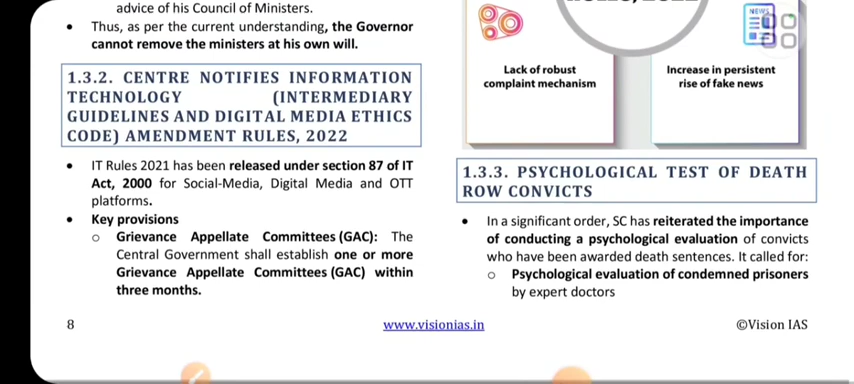 advice of his Council of Ministers.
• Thus, as per the current understanding, the Governor
cannot remove the ministers at his own will.
1.3.2. CENTRE NOTIFIES INFORMATION
TECHNOLOGY (INTERMEDIARY
GUIDELINES AND DIGITAL MEDIA ETHICS
CODE) AMENDMENT RULES, 2022
• IT Rules 2021 has been released under section 87 of IT
Act, 2000 for Social-Media, Digital Media and OTT
platforms.
• Key provisions
o Grievance Appellate Committees (GAC): The
Central Government shall establish one or more
Grievance Appellate Committees (GAC) within
three months.
NEWS
Lack of robust
complaint mechanism
Increase in persistent
rise of fake news
1.3.3. PSYCHOLOGICAL TEST OF DEATH
ROW CONVICTS
• In a significant order, SC has reiterated the importance
of conducting a psychological evaluation of convicts
who have been awarded death sentences. It called for:
o Psychological evaluation of condemned prisoners
by expert doctors
8
www.visionias.in
©Vision IAS